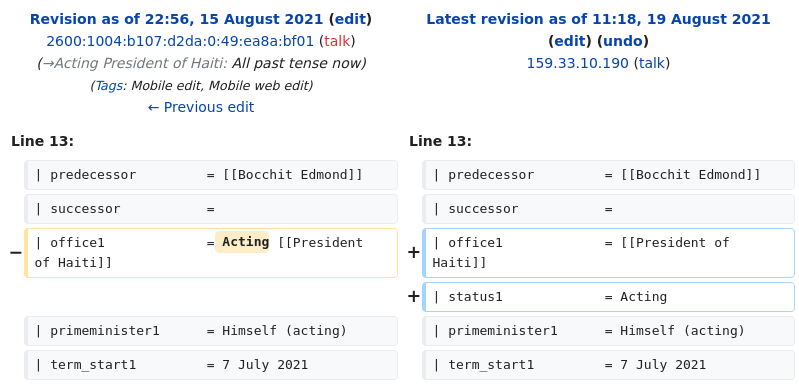 Revision as of 22:56, 15 August 2021 (edit)
2600:1004:b107:d2da:0:49:ea8a:bf01 (talk)
(→Acting President of Haiti: All past tense now)
(Tags: Mobile edit, Mobile web edit)
← Previous edit
Latest revision as of 11:18, 19 August 2021
(edit) (undo)
159.33.10.190 (talk)
Line 13:
Line 13:
| predecessor = [[Bocchit Edmond]]
| predecessor = [[Bocchit Edmond]]
| successor =
| successor =
− | office1 = Acting [[President
of Haiti]]
+ | office1 = [[President of
Haiti]]
+ | status1 = Acting
| primeminister1 = Himself (acting)
| primeminister1 = Himself (acting)
| term_start1 = 7 July 2021
| term_start1 = 7 July 2021